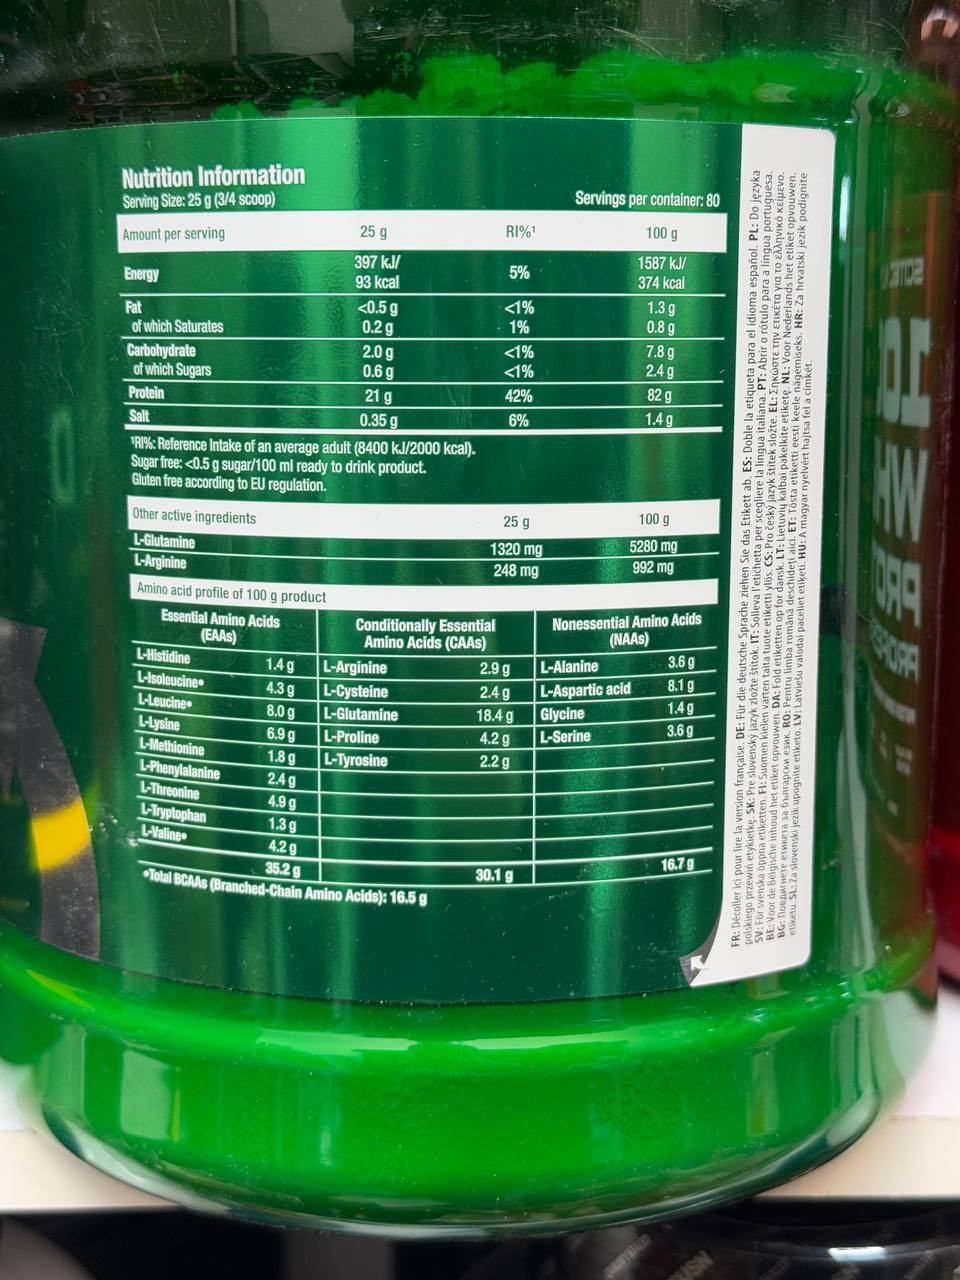 Nutrition Information
Serving Size: 25 g (3/4 scoop)
Servings per container: 80
Amount per serving 25 g RI%¹ 100 g
Energy 397 kJ/ 93 kcal 5% 1587 kJ/ 374 kcal
Fat <0.5 g <1% 1.3 g
of which Saturates 0.2 g 1% 0.8 g
Carbohydrate 2.0 g <1% 7.8 g
of which Sugars 0.6 g <1% 2.4 g
Protein 21 g 42% 82 g
Salt 0.35 g 6% 1.4 g
¹RI%: Reference Intake of an average adult (8400 kJ/2000 kcal).
Sugar free: <0.5 g sugar/100 ml ready to drink product.
Gluten free according to EU regulation.
Other active ingredients 25 g 100 g
L-Glutamine 1320 mg 5280 mg
L-Arginine 248 mg 992 mg
Amino acid profile of 100 g product
Essential Amino Acids (EAAs)
L-Histidine 1.4 g
L-Isoleucine• 4.3 g
L-Leucine• 8.0 g
L-Lysine 6.9 g
L-Methionine 1.8 g
L-Phenylalanine 2.4 g
L-Threonine 4.9 g
L-Tryptophan 1.3 g
L-Valine• 4.2 g
35.2 g
Conditionally Essential Amino Acids (CAAs)
L-Arginine 2.9 g
L-Cysteine 2.4 g
L-Glutamine 18.4 g
L-Proline 4.2 g
L-Tyrosine 2.2 g
30.1 g
Nonessential Amino Acids (NAAs)
L-Alanine 3.6 g
L-Aspartic acid 8.1 g
Glycine 1.4 g
L-Serine 3.6 g
16.7 g
•Total BCAAs (Branched-Chain Amino Acids): 16.5 g
FR: Décoller ici pour lire la version française. DE: Für die deutsche Sprache ziehen Sie das Etikett ab. ES: Doble la etiqueta para el idioma español. PL: Do języka
polskiego przewiń etykietkę. SK: Pre slovenský jazyk zložte štítok. IT: Solleva l'etichetta per scegliere la lingua italiana. PT: Abrir o rótulo para a língua portuguesa.
SV: För svenska öppna etiketten. FI: Suomen kielen varten taita tuote etiketti ylös. CS: Pro český jazyk štítek složte. EL: Σηκώστε την ετικέτα για το ελληνικό κείμενο.
BE: Voor de Belgische inhoud het etiket opvouwen. DA: Fold etiketten op for dansk. LT: Lietuvių kalbai pakelkite etiketę. NL: Voor Nederlands het etiket opvouwen.
BG: Повдигнете етикета за български език. RO: Pentru limba română deschideți aici. ET: Tõsta etiketti eesti keele nägemiseks. HR: Za hrvatski jezik podignite
etiketu. SL: Za slovenski jezik upognite etiketo. LV: Latviešu valodai paceliet etiķeti. HU: A magyar nyelvért hajtsa fel a címkét.